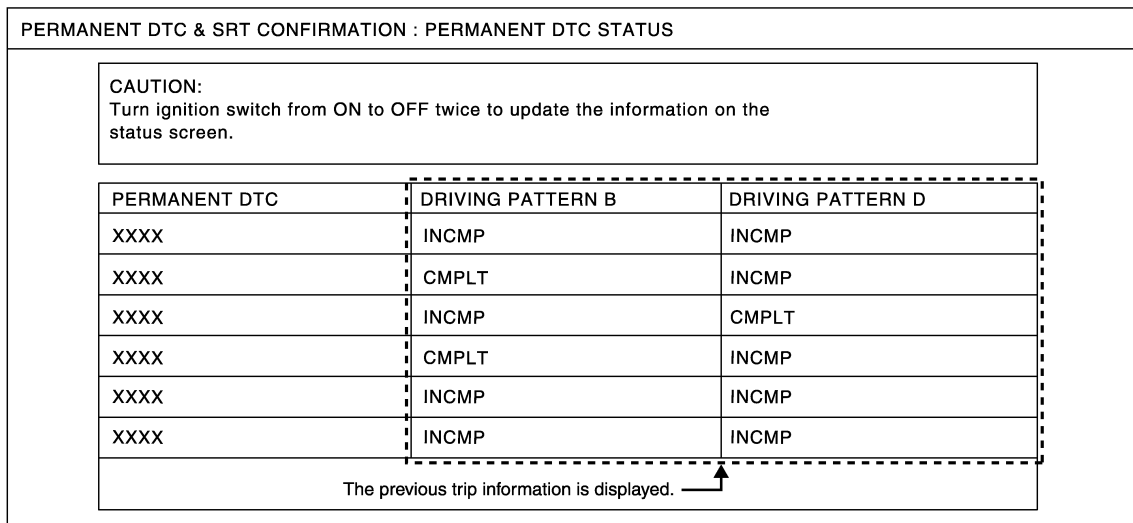 PERMANENT DTC & SRT CONFIRMATION : PERMANENT DTC STATUS
CAUTION:
Turn ignition switch from ON to OFF twice to update the information on the
status screen.
PERMANENT DTC DRIVING PATTERN B DRIVING PATTERN D
XXXX INCMP INCMP
XXXX CMPLT INCMP
XXXX INCMP CMPLT
XXXX CMPLT INCMP
XXXX INCMP INCMP
XXXX INCMP INCMP
The previous trip information is displayed.